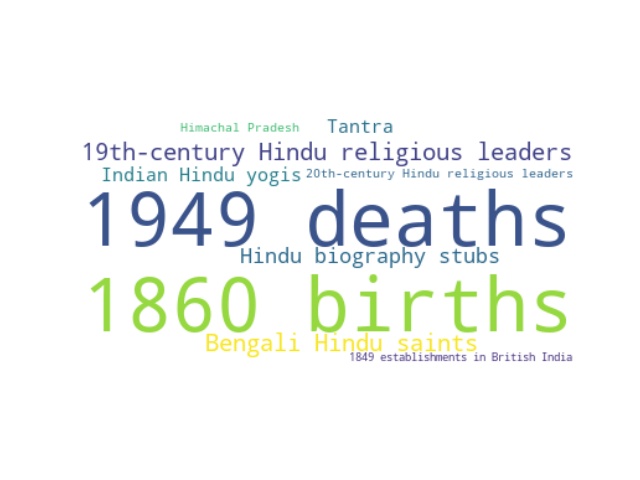 Himachal Pradesh
Tantra
19th-century Hindu religious leaders
Indian Hindu yogis
20th-century Hindu religious leaders
1949 deaths
Hindu biography stubs
1860 births
Bengali Hindu saints
1849 establishments in British India